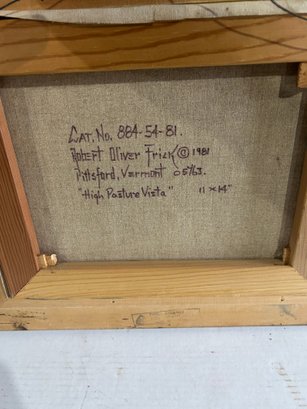 Cat. No. 884-54-81.
Robert Oliver Frick © 1981
Pittsford, Vermont 05763.
"High Pasture Vista" 11 x 14"